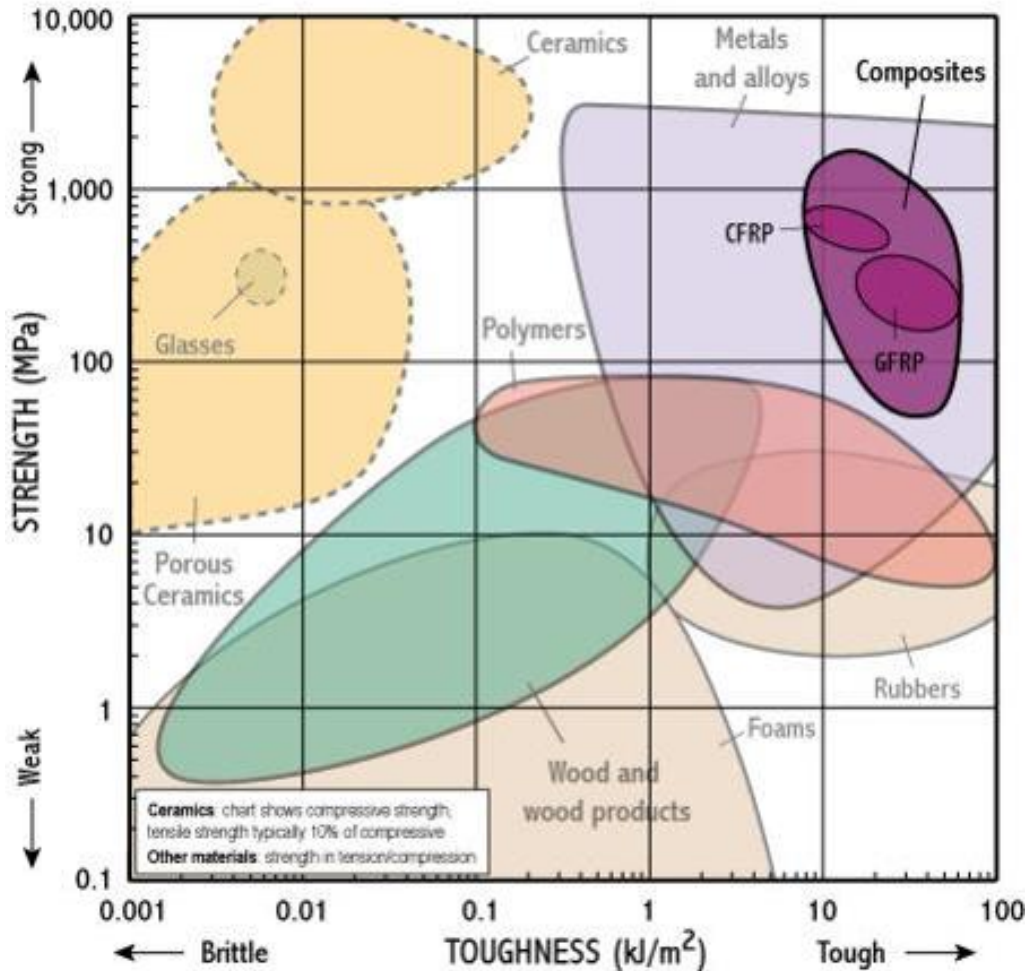 10,000
1,000
100
10
1
0.1
Strong
STRENGTH (MPa)
Weak
Ceramics
Metals
and alloys
Composites
CFRP
GFRP
Glasses
Polymers
Porous
Ceramics
Rubbers
Foams
Wood and
wood products
Ceramics: chart shows compressive strength;
tensile strength typically 10% of compressive
Other materials: strength in tension/compression
0.001
0.01
0.1
1
10
100
Brittle
TOUGHNESS (kJ/m²)
Tough